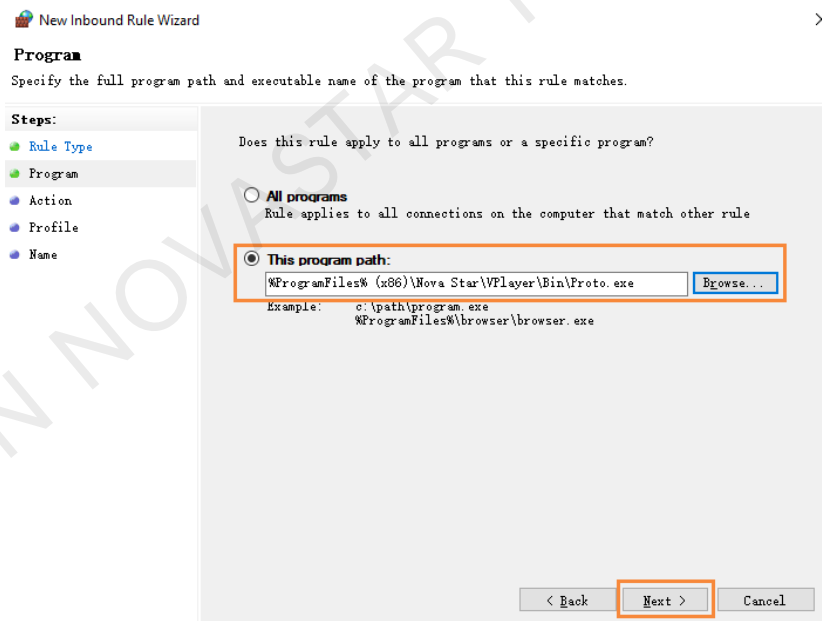 New Inbound Rule Wizard
Program
Specify the full program path and executable name of the program that this rule matches.
Steps:
Rule Type
Program
Action
Profile
Name
Does this rule apply to all programs or a specific program?
All programs
Rule applies to all connections on the computer that match other rule
This program path:
%ProgramFiles% (x86)\Nova Star\VPlayer\Bin\Proto.exe
Browse...
Example: c:\path\program.exe
%ProgramFiles%\browser\browser.exe
< Back
Next >
Cancel
N NOVASTAR